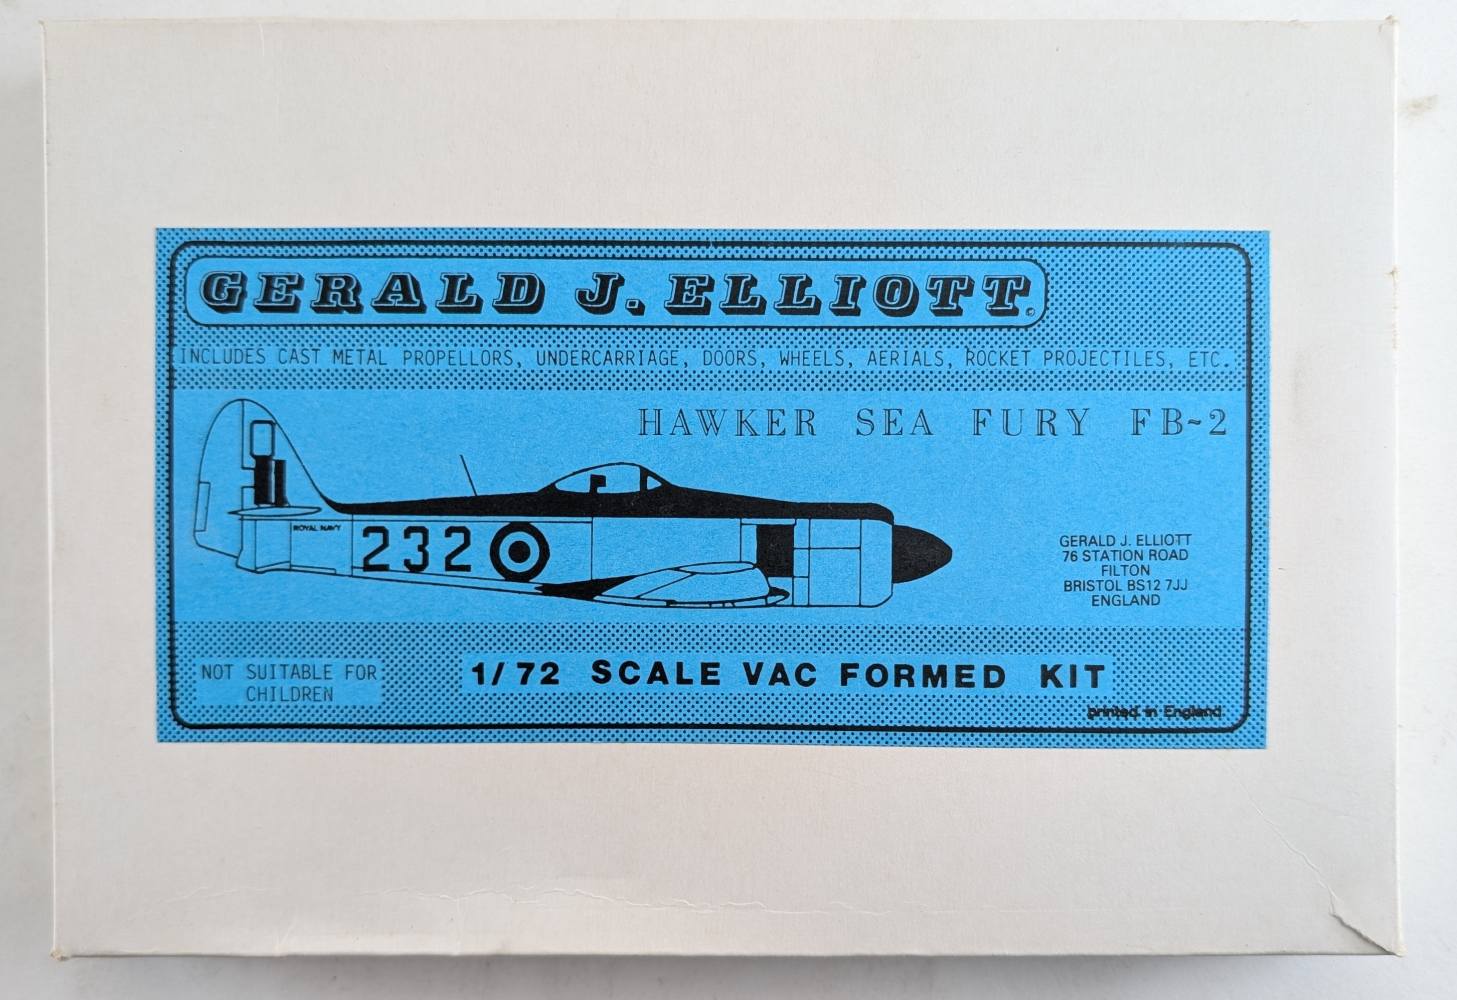 GERALD J. ELLIOTT.©
INCLUDES CAST METAL PROPELLORS, UNDERCARRIAGE, DOORS, WHEELS, AERIALS, ROCKET PROJECTILES, ETC.
HAWKER SEA FURY FB-2
ROYAL NAVY
232
GERALD J. ELLIOTT
76 STATION ROAD
FILTON
BRISTOL BS12 7JJ
ENGLAND
NOT SUITABLE FOR
CHILDREN
1/72 SCALE VAC FORMED KIT
printed in England